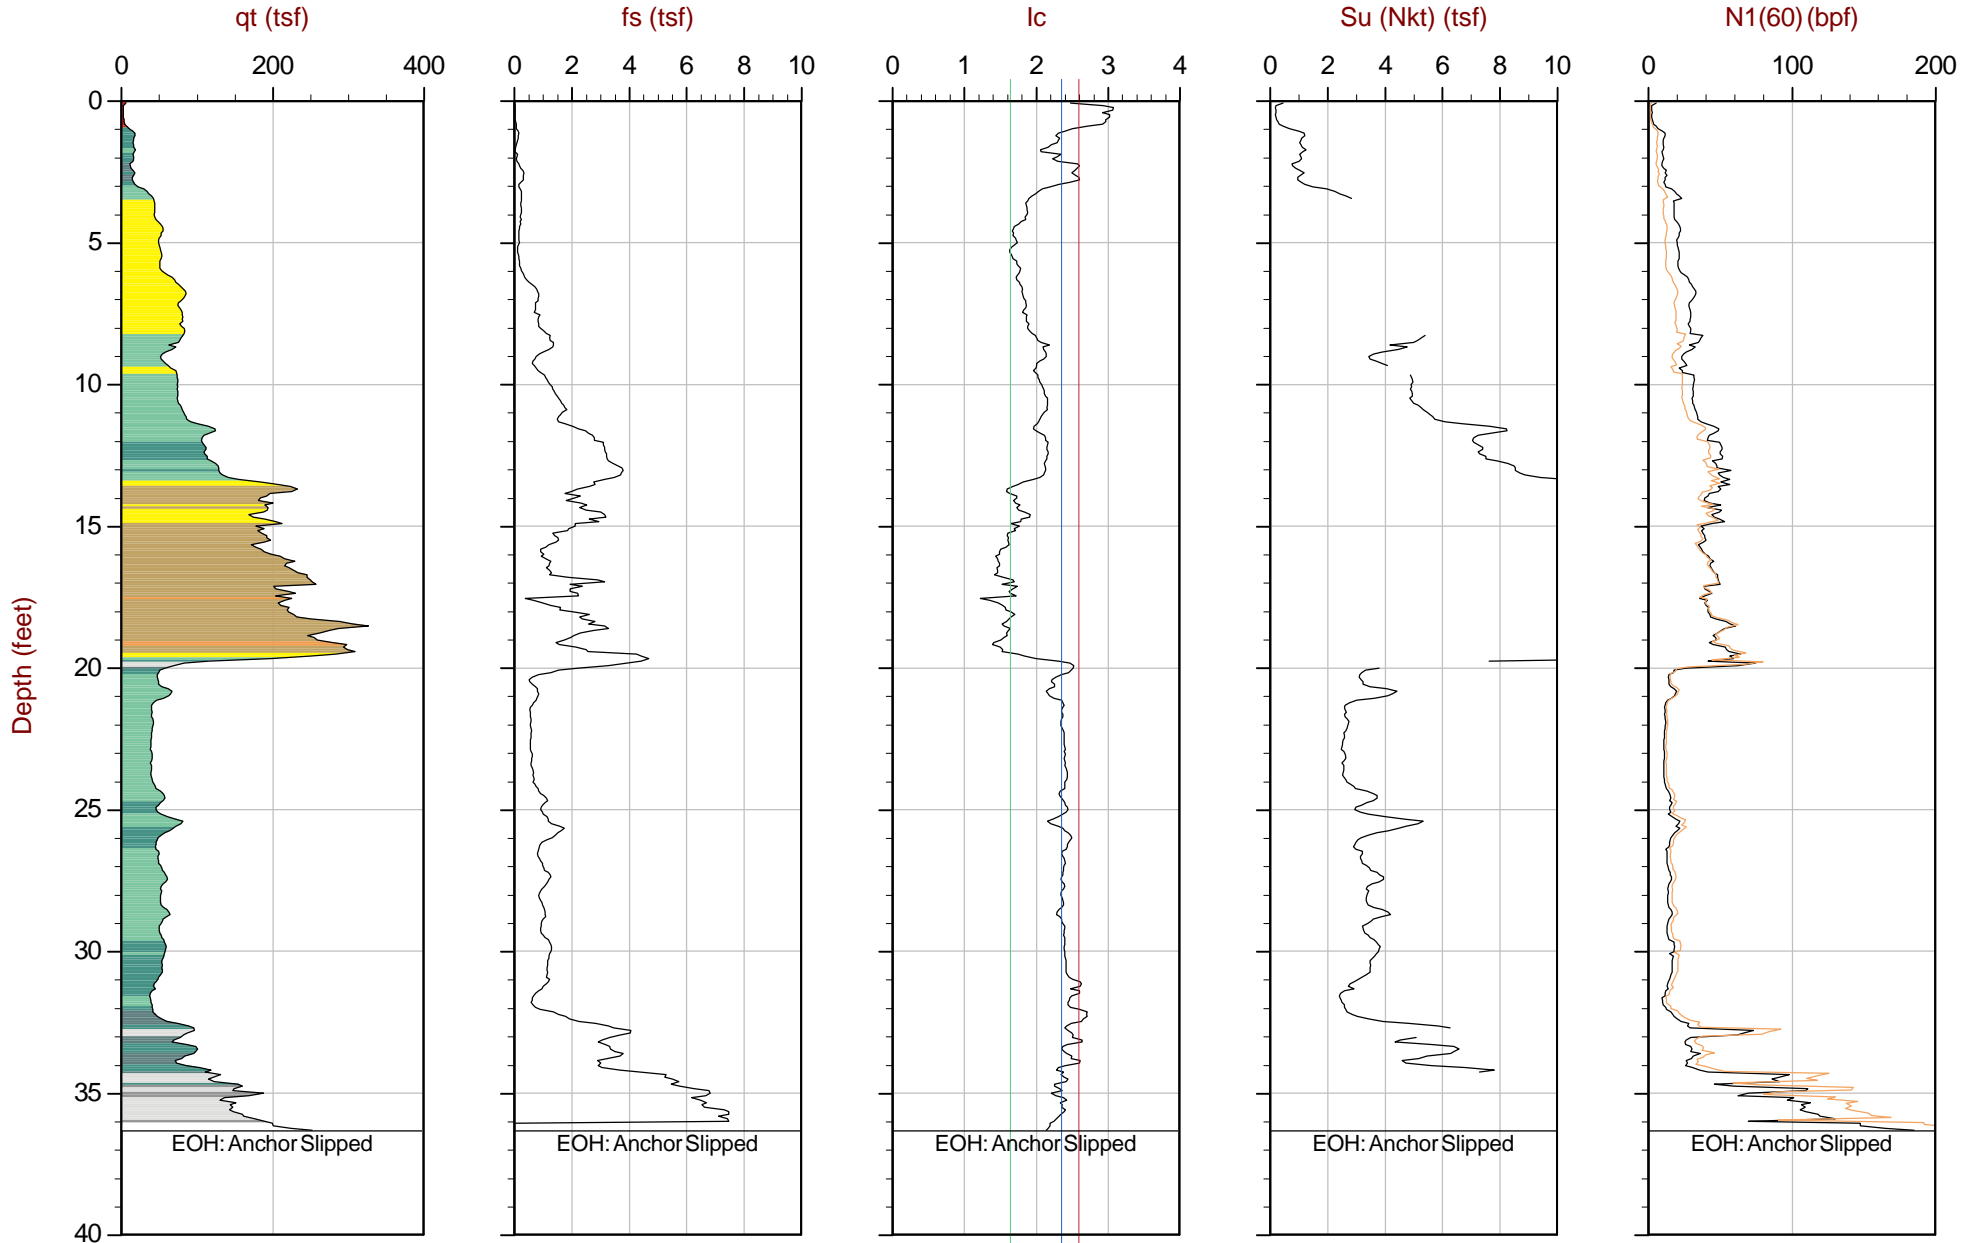 qt (tsf) fs (tsf) Ic Su (Nkt) (tsf) N1(60) (bpf)
0 200 400 0 2 4 6 8 10 0 1 2 3 4 0 2 4 6 8 10 0 100 200
0
5
10
15
20
25
30
35
40
Depth (feet)
EOH: Anchor Slipped EOH: Anchor Slipped EOH: Anchor Slipped EOH: Anchor Slipped EOH: Anchor Slipped